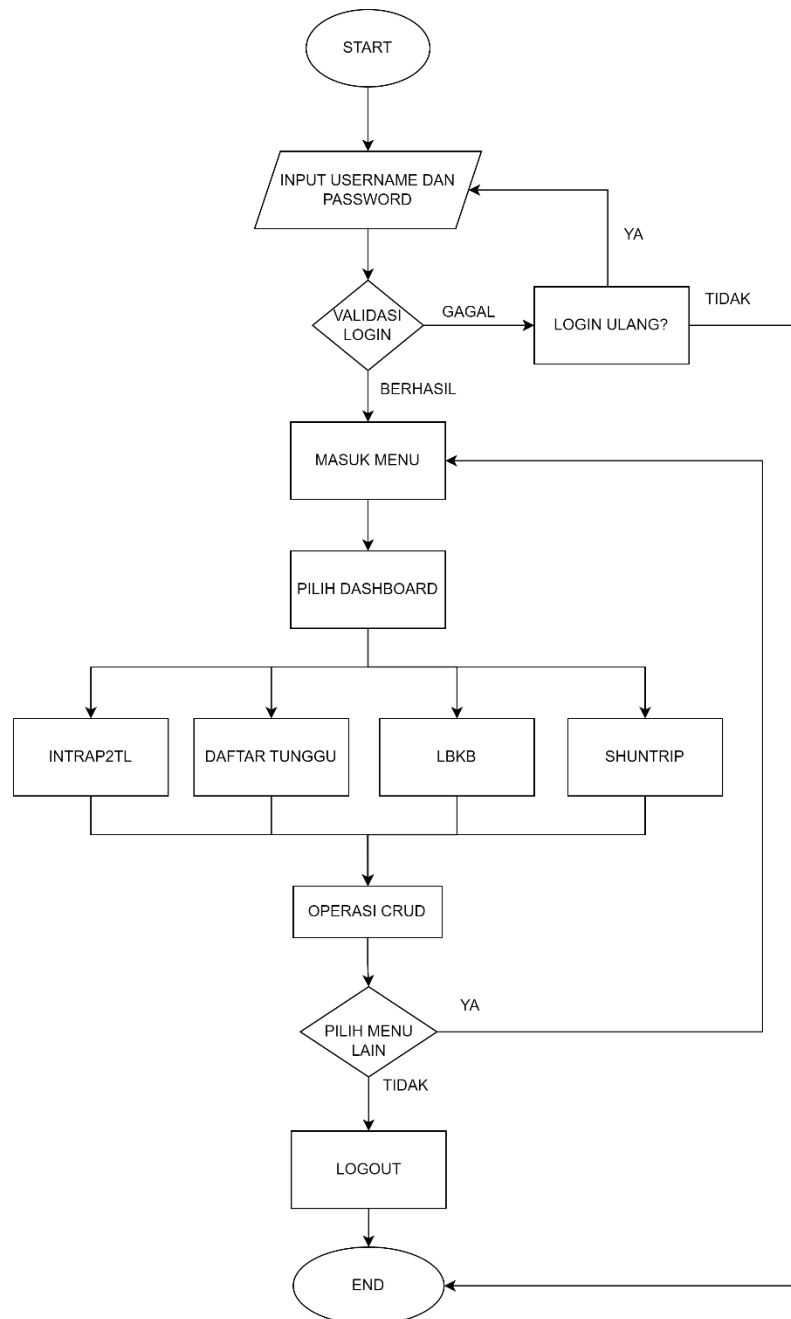 START
INPUT USERNAME DAN
PASSWORD
YA
VALIDASI
LOGIN
GAGAL
LOGIN ULANG?
TIDAK
BERHASIL
MASUK MENU
PILIH DASHBOARD
INTRAP2TL
DAFTAR TUNGGU
LBKB
SHUNTRIP
OPERASI CRUD
PILIH MENU
LAIN
YA
TIDAK
LOGOUT
END